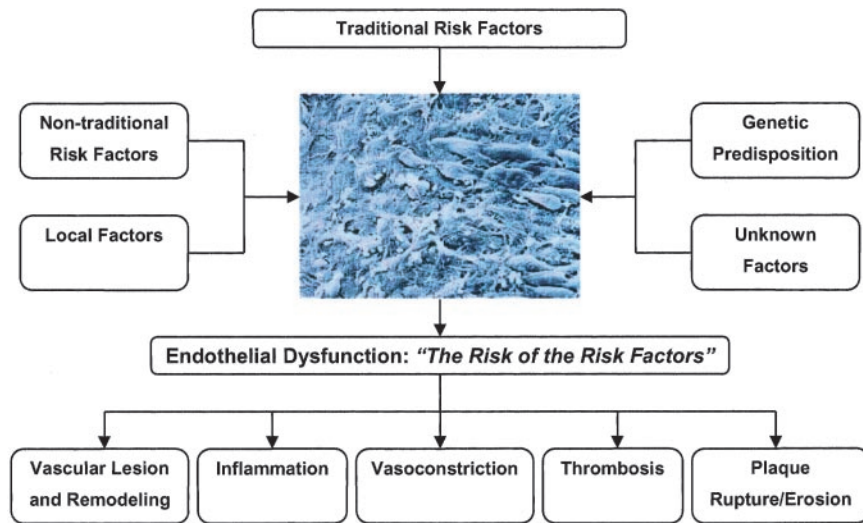 Traditional Risk Factors
Non-traditional
Risk Factors
Genetic
Predisposition
Local Factors
Unknown
Factors
Endothelial Dysfunction: “The Risk of the Risk Factors”
Vascular Lesion
and Remodeling
Inflammation
Vasoconstriction
Thrombosis
Plaque
Rupture/Erosion